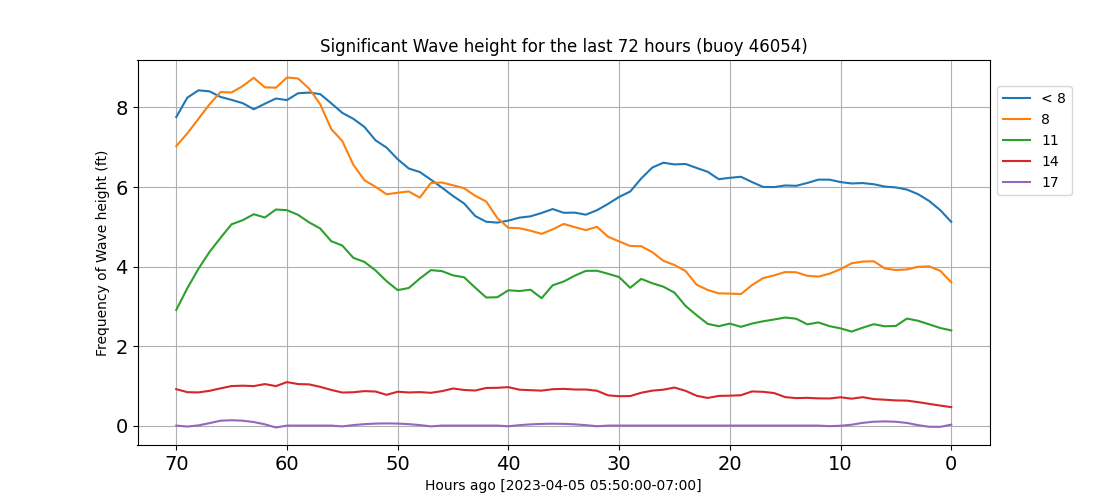 Significant Wave height for the last 72 hours (buoy 46054)
Frequency of Wave height (ft)
8
6
4
2
0
70 60 50 40 30 20 10 0
Hours ago [2023-04-05 05:50:00-07:00]
< 8
8
11
14
17